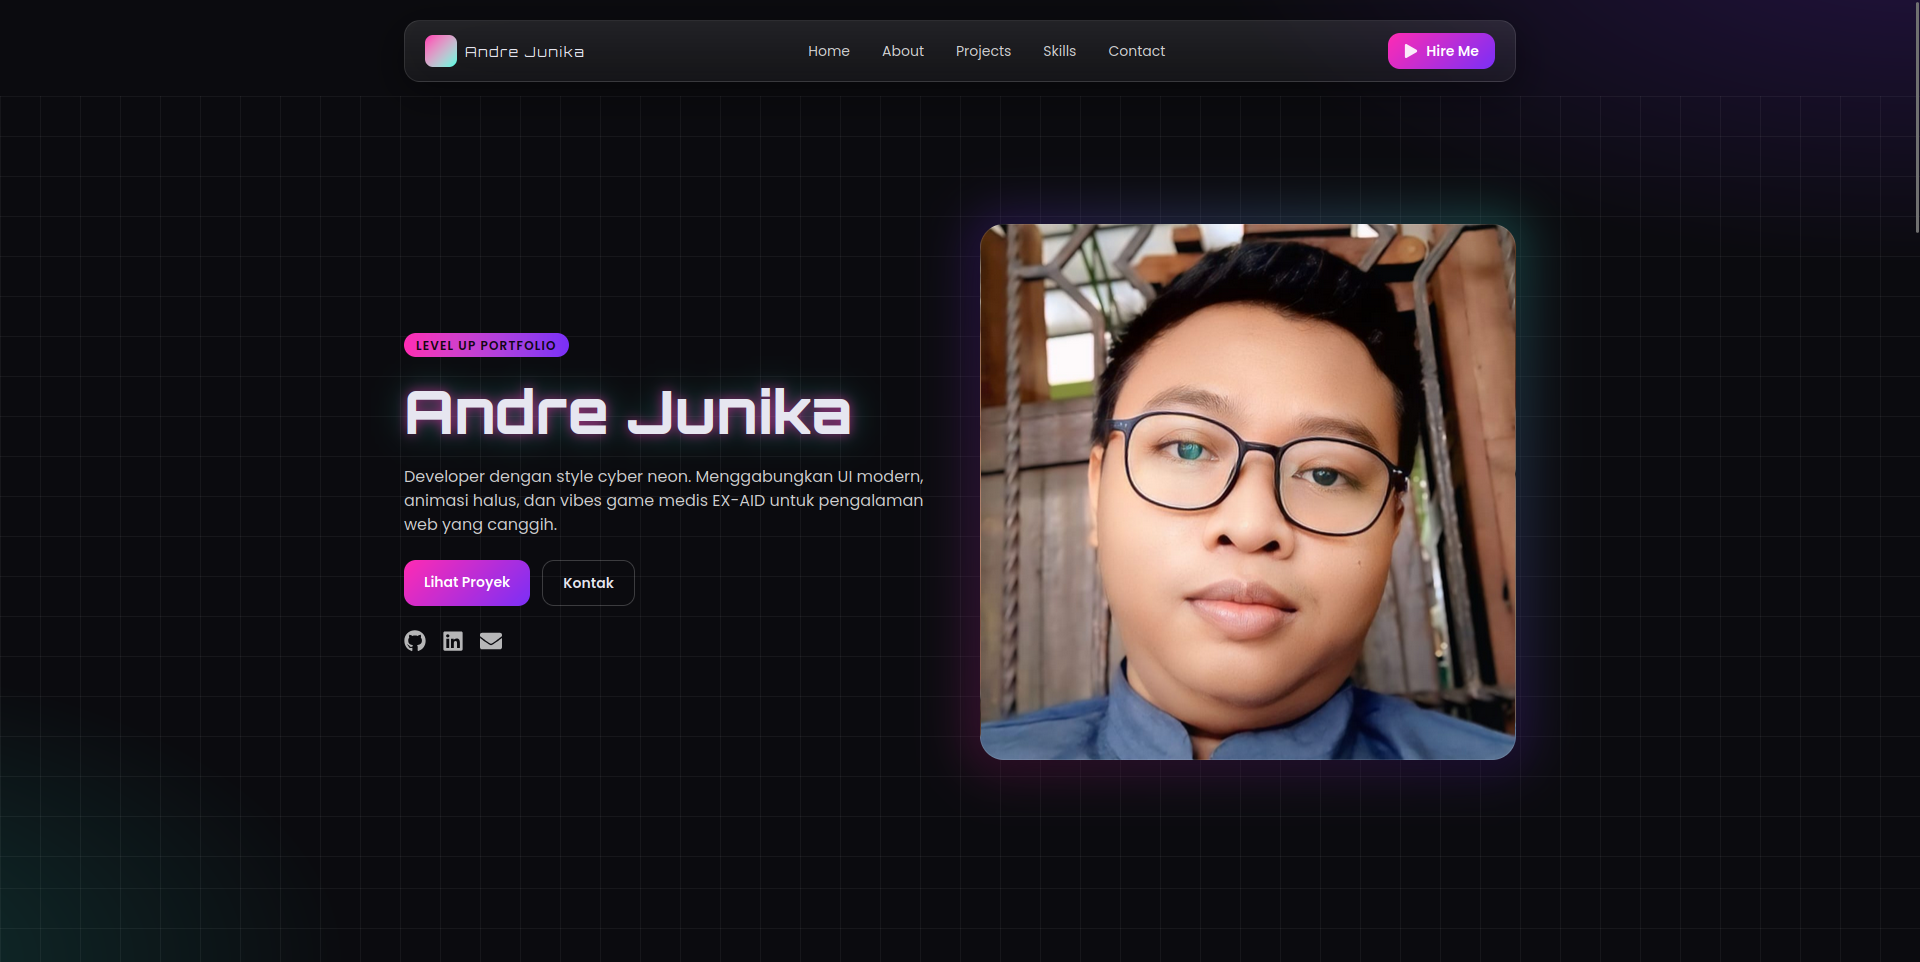 Andre Junika
Home
About
Projects
Skills
Contact
Hire Me
LEVEL UP PORTFOLIO
Andre Junika
Developer dengan style cyber neon. Menggabungkan UI modern,
animasi halus, dan vibes game medis EX-AID untuk pengalaman
web yang canggih.
Lihat Proyek
Kontak